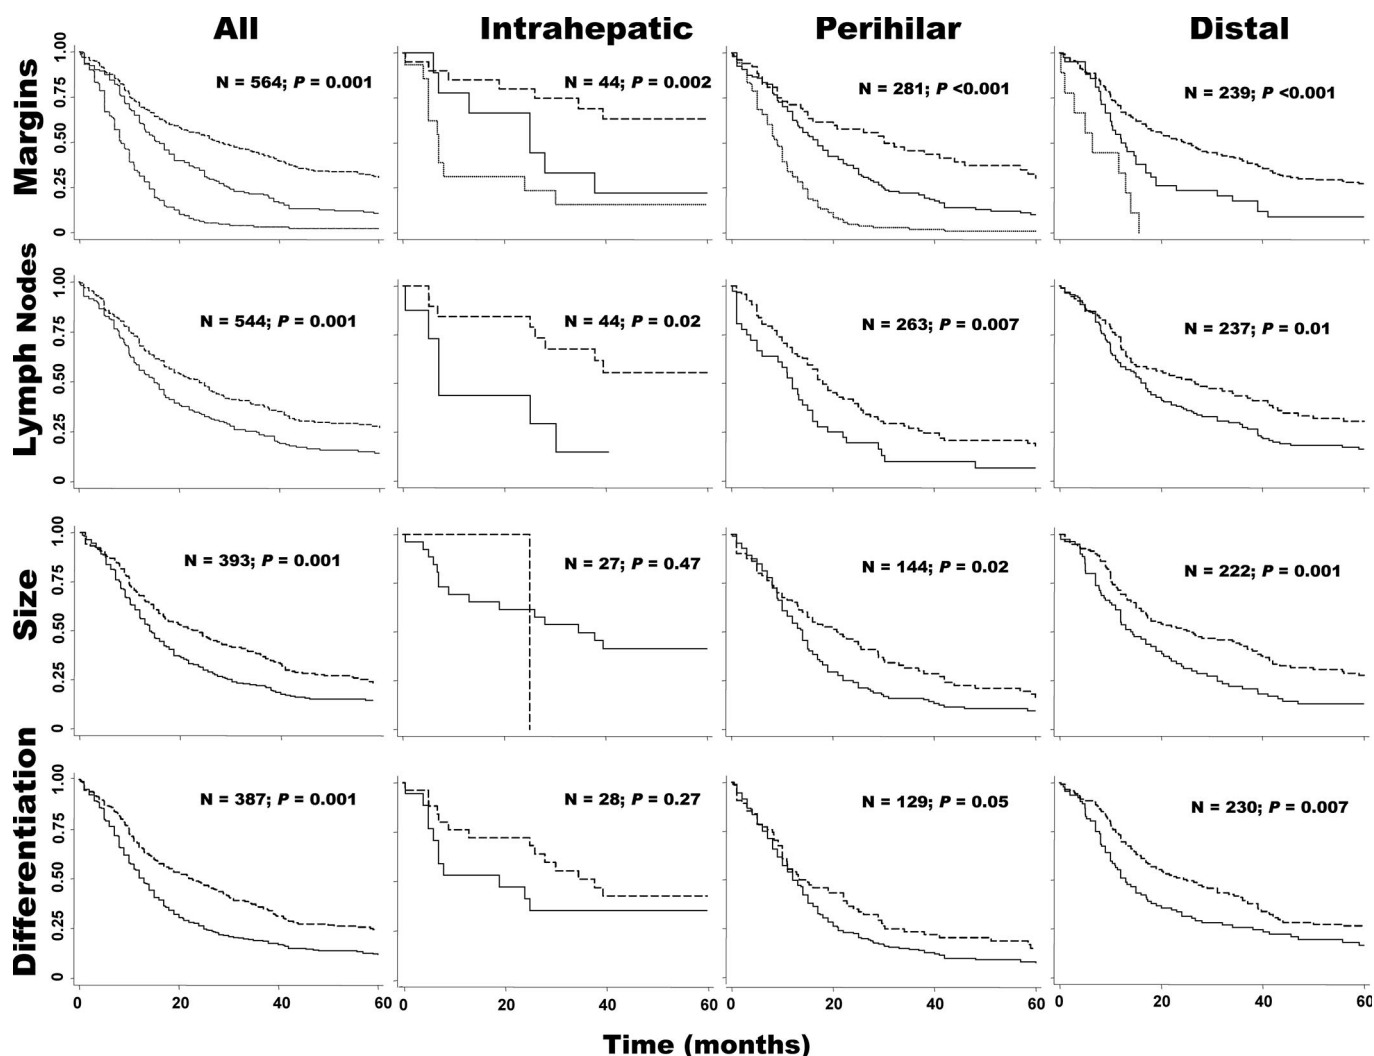 All Intrahepatic Perihilar Distal
Margins
1.00
0.75
0.50
0.25
0
N = 564; P = 0.001
N = 44; P = 0.002
N = 281; P <0.001
N = 239; P <0.001
Lymph Nodes
1.00
0.75
0.50
0.25
0
N = 544; P = 0.001
N = 44; P = 0.02
N = 263; P = 0.007
N = 237; P = 0.01
Size
1.00
0.75
0.50
0.25
0
N = 393; P = 0.001
N = 27; P = 0.47
N = 144; P = 0.02
N = 222; P = 0.001
Differentiation
1.00
0.75
0.50
0.25
0
N = 387; P = 0.001
N = 28; P = 0.27
N = 129; P = 0.05
N = 230; P = 0.007
0 20 40 60 0 20 40 60 0 20 40 60 0 20 40 60
Time (months)